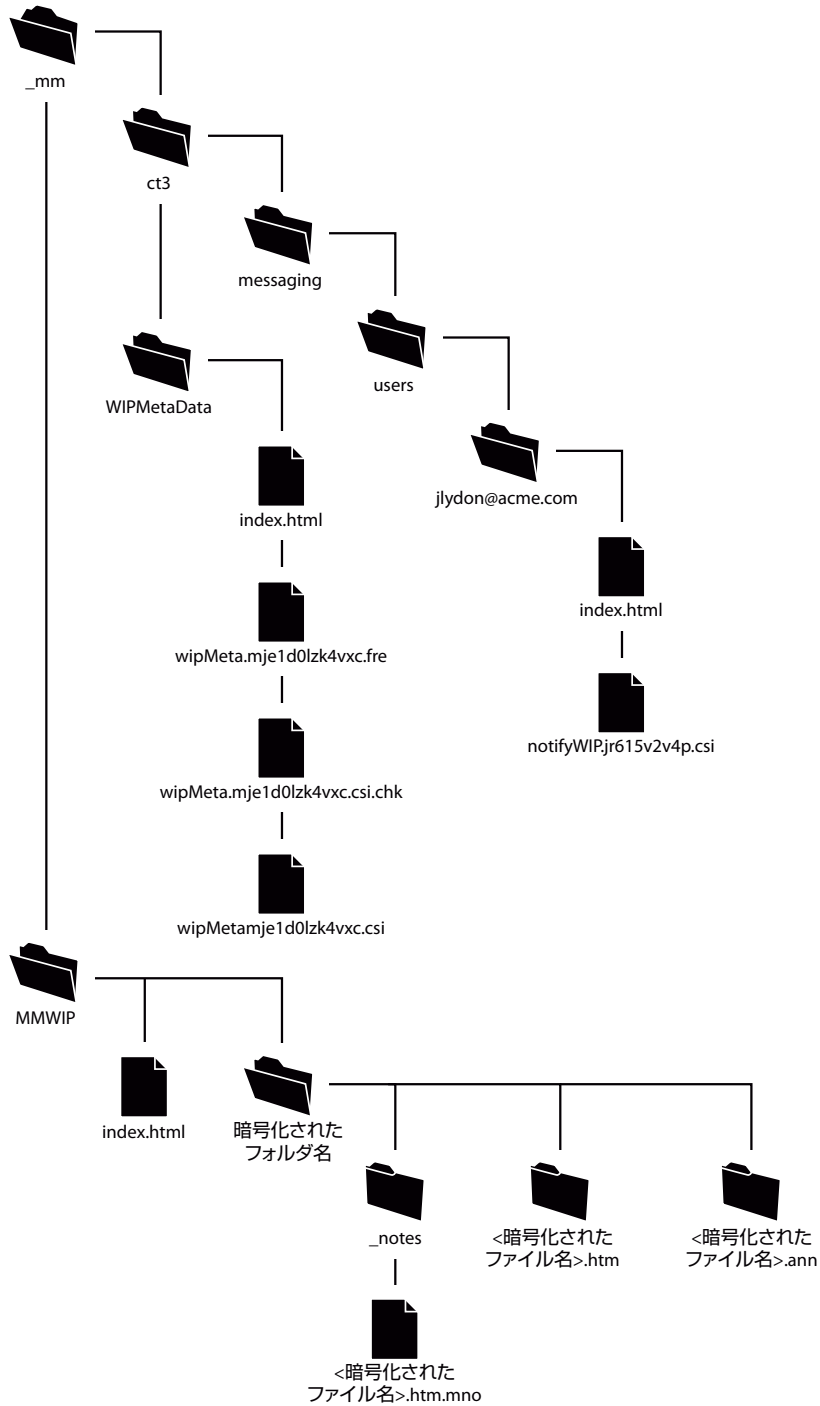 _mm
ct3
messaging
users
WIPMetaData
jlydon@acme.com
index.html
index.html
wipMeta.mje1d0lzk4vxc.fre
notifyWIP.jr615v2v4p.csi
wipMeta.mje1d0lzk4vxc.csi.chk
wipMetamje1d0lzk4vxc.csi
MMWIP
index.html
暗号化された
フォルダ名
_notes
<暗号化された
ファイル名>.htm
<暗号化された
ファイル名>.ann
<暗号化された
ファイル名>.htm.mno